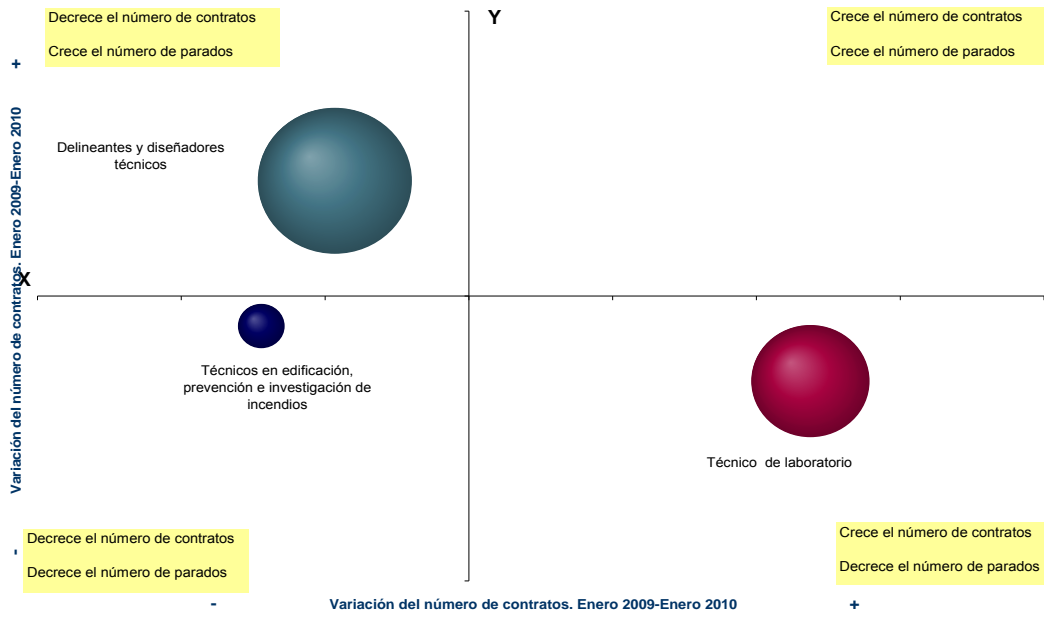 Decrece el número de contratos
Crece el número de parados
Y
Crece el número de contratos
Crece el número de parados
+
Variación del número de contratos. Enero 2009-Enero 2010
-
Delineantes y diseñadores
técnicos
X
Técnicos en edificación,
prevención e investigación de
incendios
Técnico de laboratorio
Decrece el número de contratos
Decrece el número de parados
Crece el número de contratos
Decrece el número de parados
-
Variación del número de contratos. Enero 2009-Enero 2010
+